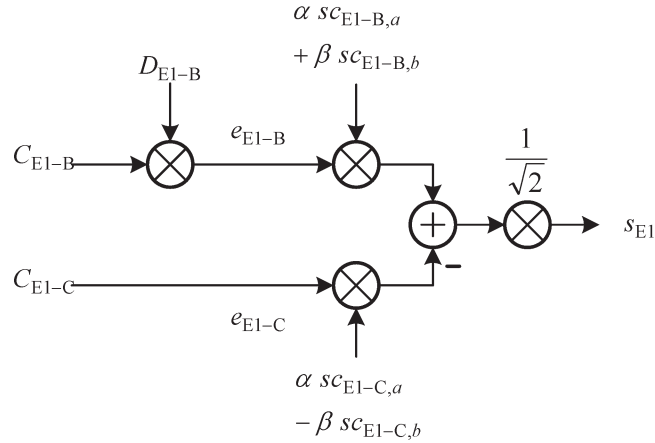 α sc_E1–B,a
+ β sc_E1–B,b
D_E1–B
e_E1–B
C_E1–B
1
√2
+
s_E1
–
C_E1–C
e_E1–C
α sc_E1–C,a
– β sc_E1–C,b